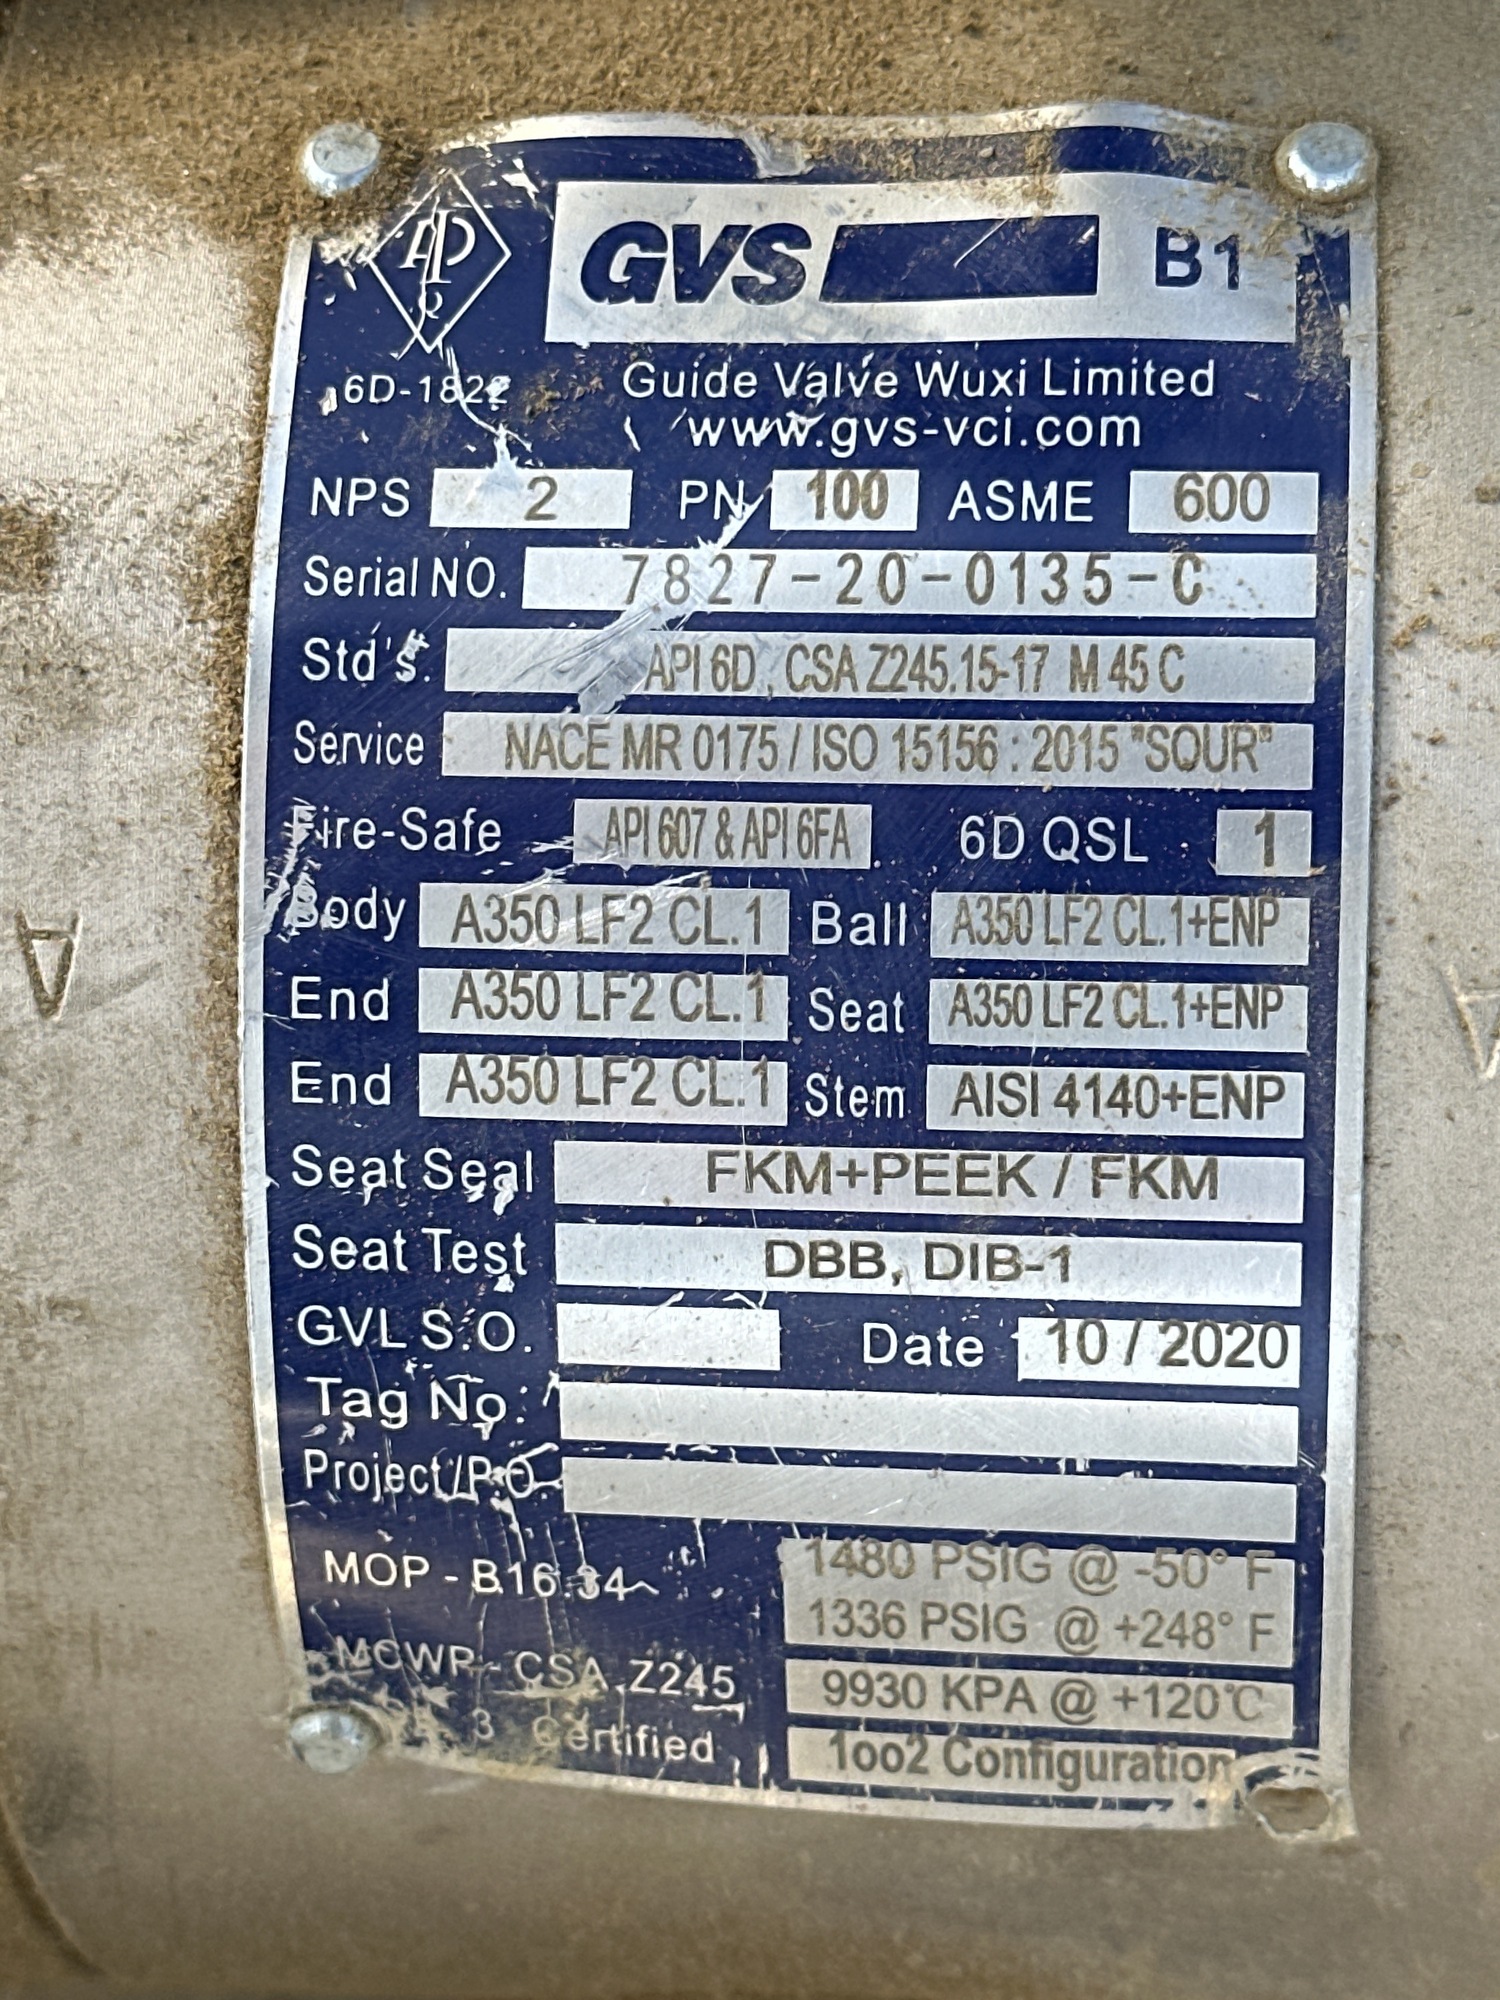 API
Q
GVS B1
6D-1822 Guide Valve Wuxi Limited
www.gvs-vci.com
NPS 2 PN 100 ASME 600
Serial NO. 7827-20-0135-C
Std's. API 6D, CSA Z245.15-17 M 45 C
Service NACE MR 0175 / ISO 15156 : 2015 "SOUR"
Fire-Safe API 607 & API 6FA 6D QSL 1
Body A350 LF2 CL.1 Ball A350 LF2 CL.1+ENP
End A350 LF2 CL.1 Seat A350 LF2 CL.1+ENP
End A350 LF2 CL.1 Stem AISI 4140+ENP
Seat Seal FKM+PEEK / FKM
Seat Test DBB, DIB-1
GVL S.O. Date 10 / 2020
Tag No:
Project/P.O.
MOP - B16.34 1480 PSIG @ -50° F
1336 PSIG @ +248° F
MCWP - CSA Z245 9930 KPA @ +120℃
3 Certified 1oo2 Configuration
A